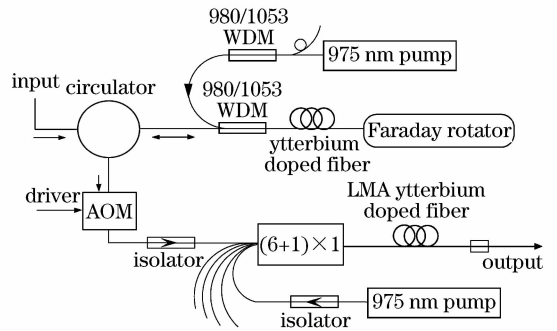 980/1053
WDM
975 nm pump
input
circulator
980/1053
WDM
Faraday rotator
ytterbium
doped fiber
driver
AOM
LMA ytterbium
doped fiber
isolator
(6+1)×1
output
975 nm pump
isolator